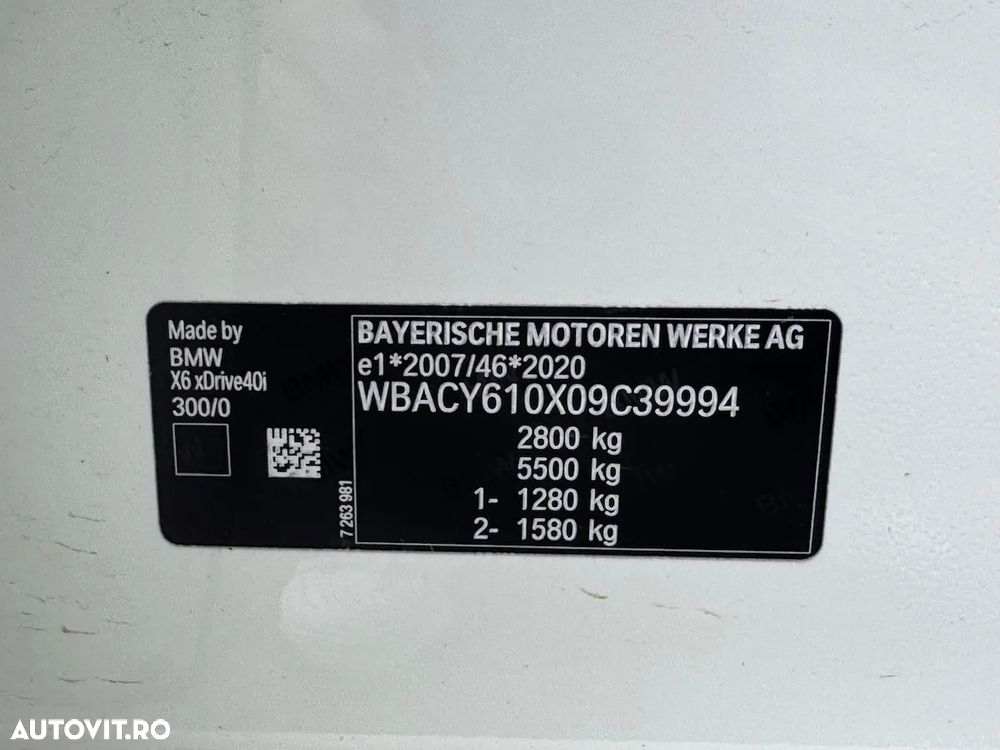 Made by
BMW
X6 xDrive40i
300/0
7 263 981
BAYERISCHE MOTOREN WERKE AG
e1*2007/46*2020
WBACY610X09C39994
2800 kg
5500 kg
1- 1280 kg
2- 1580 kg
AUTOVIT.RO